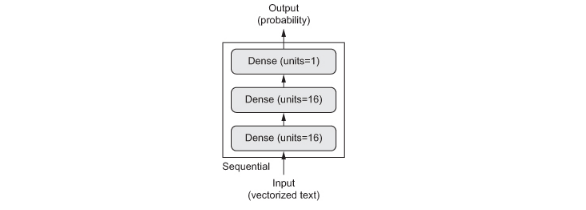 Output
(probability)
Dense (units=1)
Dense (units=16)
Dense (units=16)
Sequential
Input
(vectorized text)